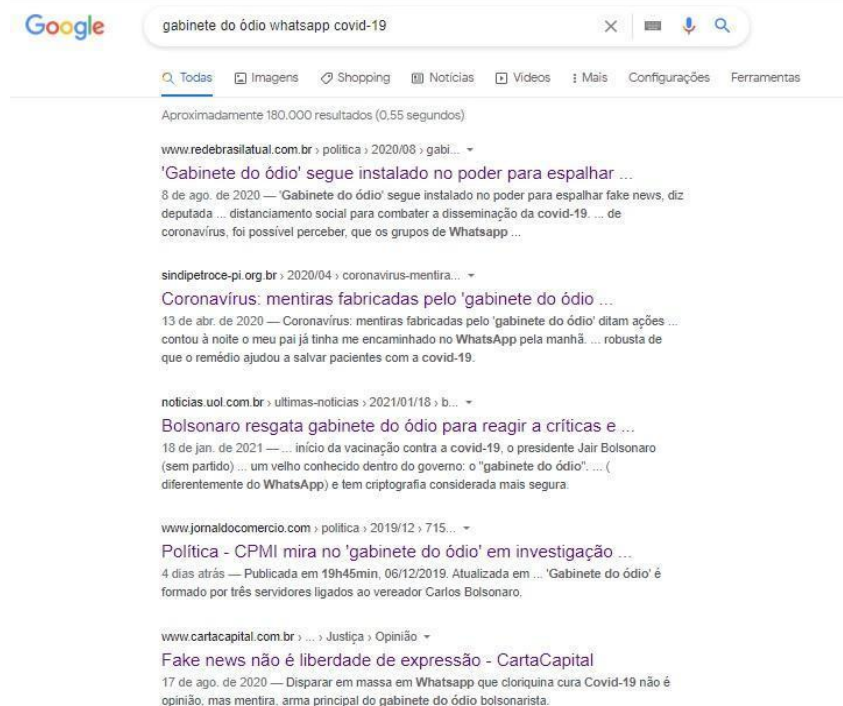 Google
gabinete do ódio whatsapp covid-19
Todas Imagens Shopping Notícias Vídeos Mais Configurações Ferramentas
Aproximadamente 180.000 resultados (0,55 segundos)
www.redebrasilatual.com.br › politica › 2020/08 › gabi...
'Gabinete do ódio' segue instalado no poder para espalhar ...
8 de ago. de 2020 — 'Gabinete do ódio' segue instalado no poder para espalhar fake news, diz
deputada ... distanciamento social para combater a disseminação da covid-19. ... de
coronavírus, foi possível perceber, que os grupos de Whatsapp ...
sindipetroce-pi.org.br › 2020/04 › coronavirus-mentira...
Coronavírus: mentiras fabricadas pelo 'gabinete do ódio ...
13 de abr. de 2020 — Coronavírus: mentiras fabricadas pelo 'gabinete do ódio' ditam ações ...
contou à noite o meu pai já tinha me encaminhado no WhatsApp pela manhã. ... robusta de
que o remédio ajudou a salvar pacientes com a covid-19.
noticias.uol.com.br › ultimas-noticias › 2021/01/18 › b...
Bolsonaro resgata gabinete do ódio para reagir a críticas e ...
18 de jan. de 2021 — ... início da vacinação contra a covid-19, o presidente Jair Bolsonaro
(sem partido) ... um velho conhecido dentro do governo: o "gabinete do ódio". ... (
diferentemente do WhatsApp) e tem criptografia considerada mais segura.
www.jornaldocomercio.com › politica › 2019/12 › 715...
Política - CPMI mira no 'gabinete do ódio' em investigação ...
4 dias atrás — Publicada em 19h45min, 06/12/2019. Atualizada em ... 'Gabinete do ódio' é
formado por três servidores ligados ao vereador Carlos Bolsonaro.
www.cartacapital.com.br › ... › Justiça › Opinião
Fake news não é liberdade de expressão - CartaCapital
17 de ago. de 2020 — Disparar em massa em Whatsapp que cloriquina cura Covid-19 não é
opinião, mas mentira, arma principal do gabinete do ódio bolsonarista.